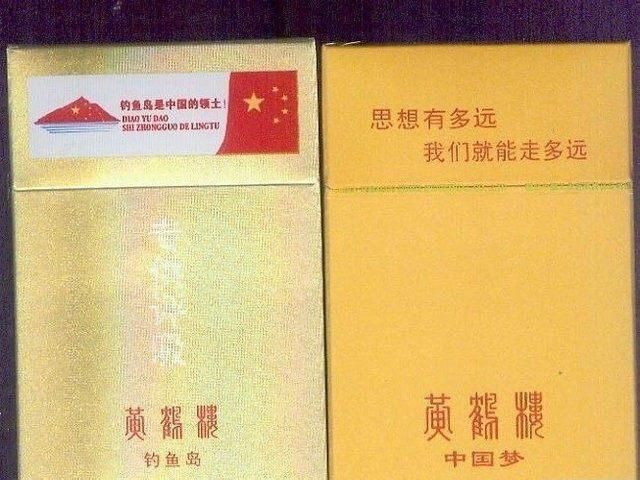 钓鱼岛是中国的领土！
DIAO YU DAO
SHI ZHONGGUO DE LINGTU
黄鹤楼
钓鱼岛
思想有多远
我们就能走多远
黄鹤楼
中国梦